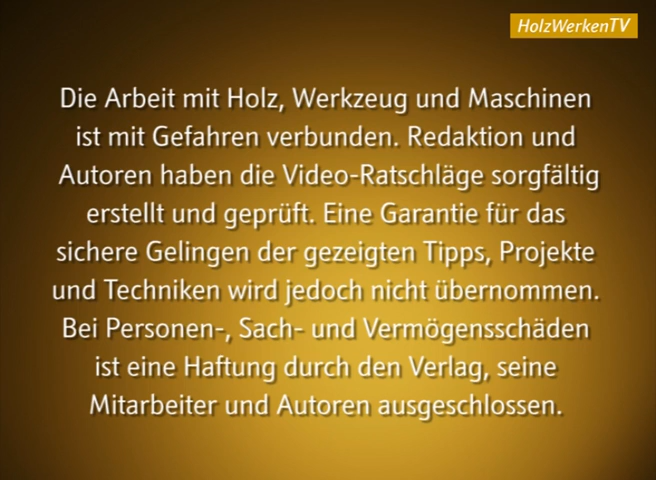 HolzWerkenTV
Die Arbeit mit Holz, Werkzeug und Maschinen
ist mit Gefahren verbunden. Redaktion und
Autoren haben die Video-Ratschläge sorgfältig
erstellt und geprüft. Eine Garantie für das
sichere Gelingen der gezeigten Tipps, Projekte
und Techniken wird jedoch nicht übernommen.
Bei Personen-, Sach- und Vermögensschäden
ist eine Haftung durch den Verlag, seine
Mitarbeiter und Autoren ausgeschlossen.